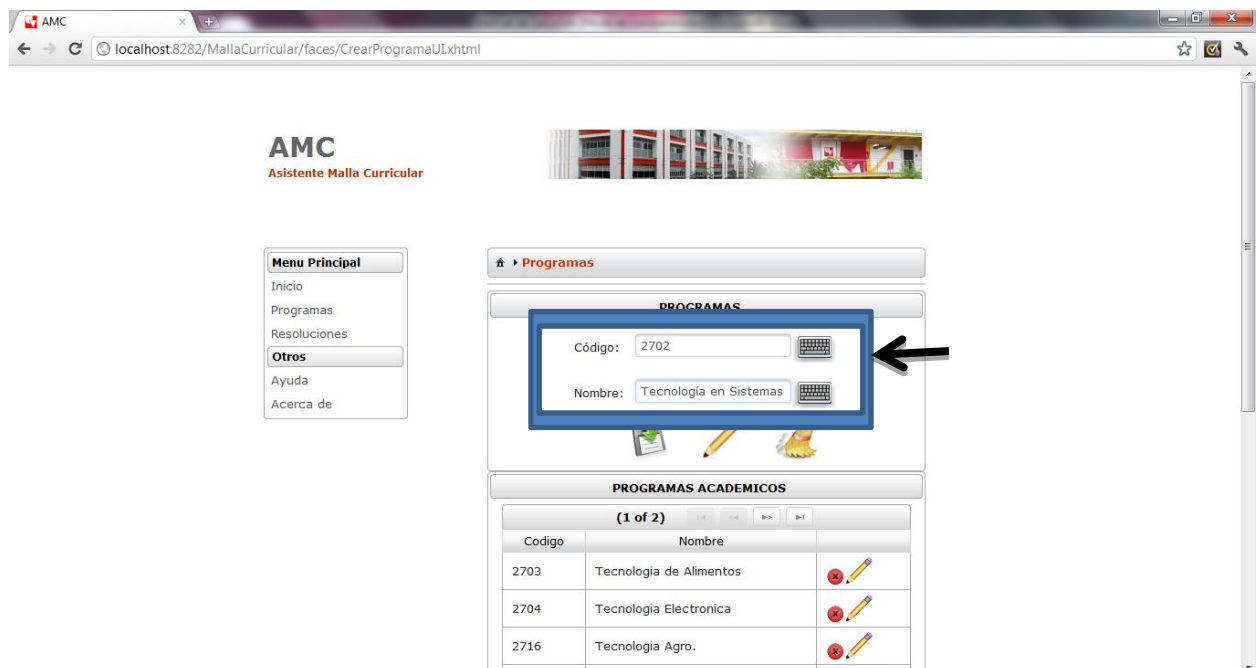 AMC
localhost:8282/MallaCurricular/faces/CrearProgramaUI.xhtml
AMC
Asistente Malla Curricular
Menu Principal
Inicio
Programas
Resoluciones
Otros
Ayuda
Acerca de
Programas
PROGRAMAS
Código: 2702
Nombre: Tecnología en Sistemas
PROGRAMAS ACADEMICOS
(1 of 2)
Codigo Nombre
2703 Tecnologia de Alimentos
2704 Tecnologia Electronica
2716 Tecnologia Agro.